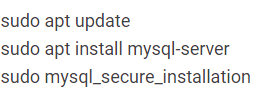 sudo apt update
sudo apt install mysql-server
sudo mysql_secure_installation